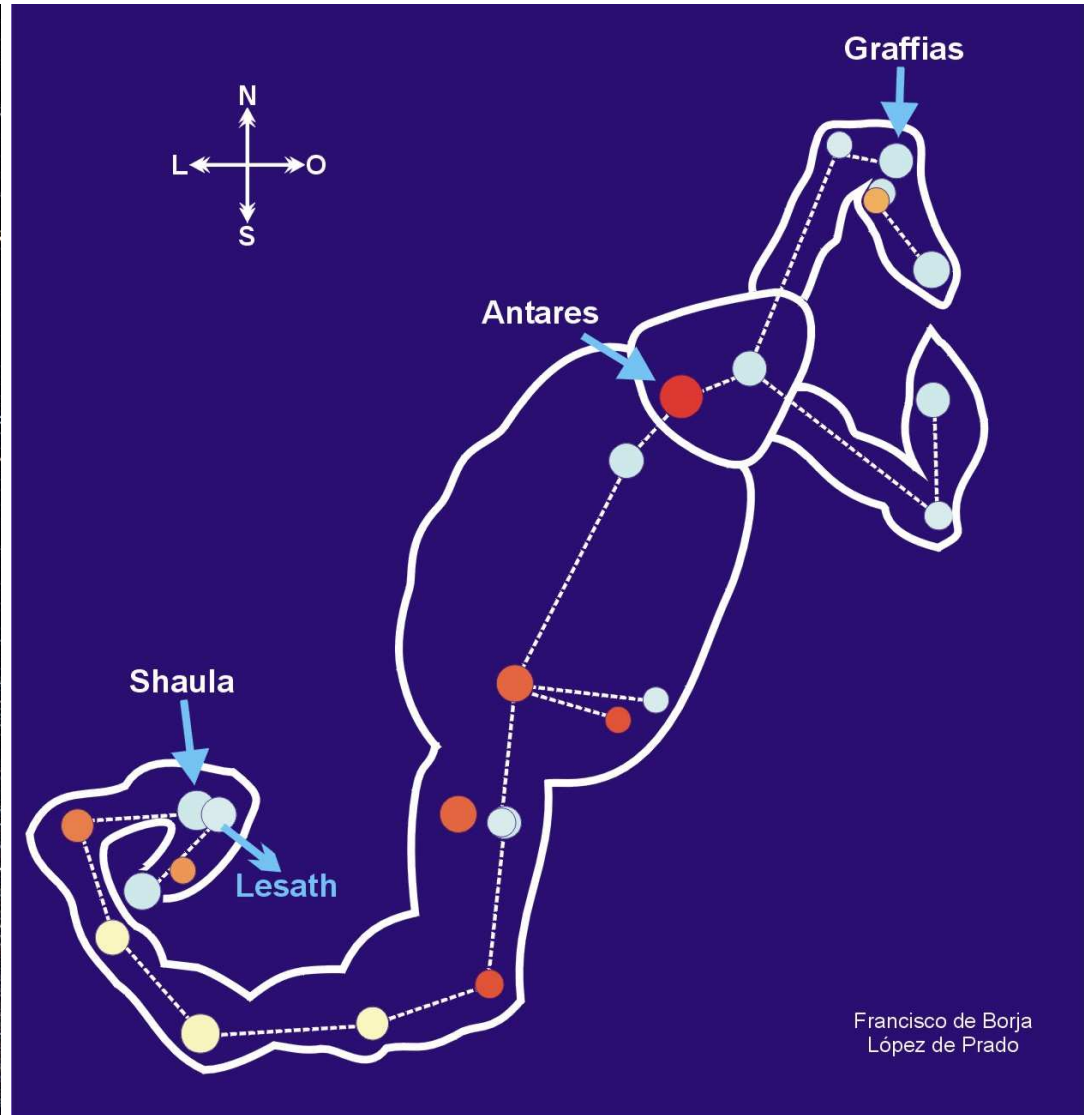 Graffias
N
L
O
S
Antares
Shaula
Lesath
Francisco de Borja
López de Prado